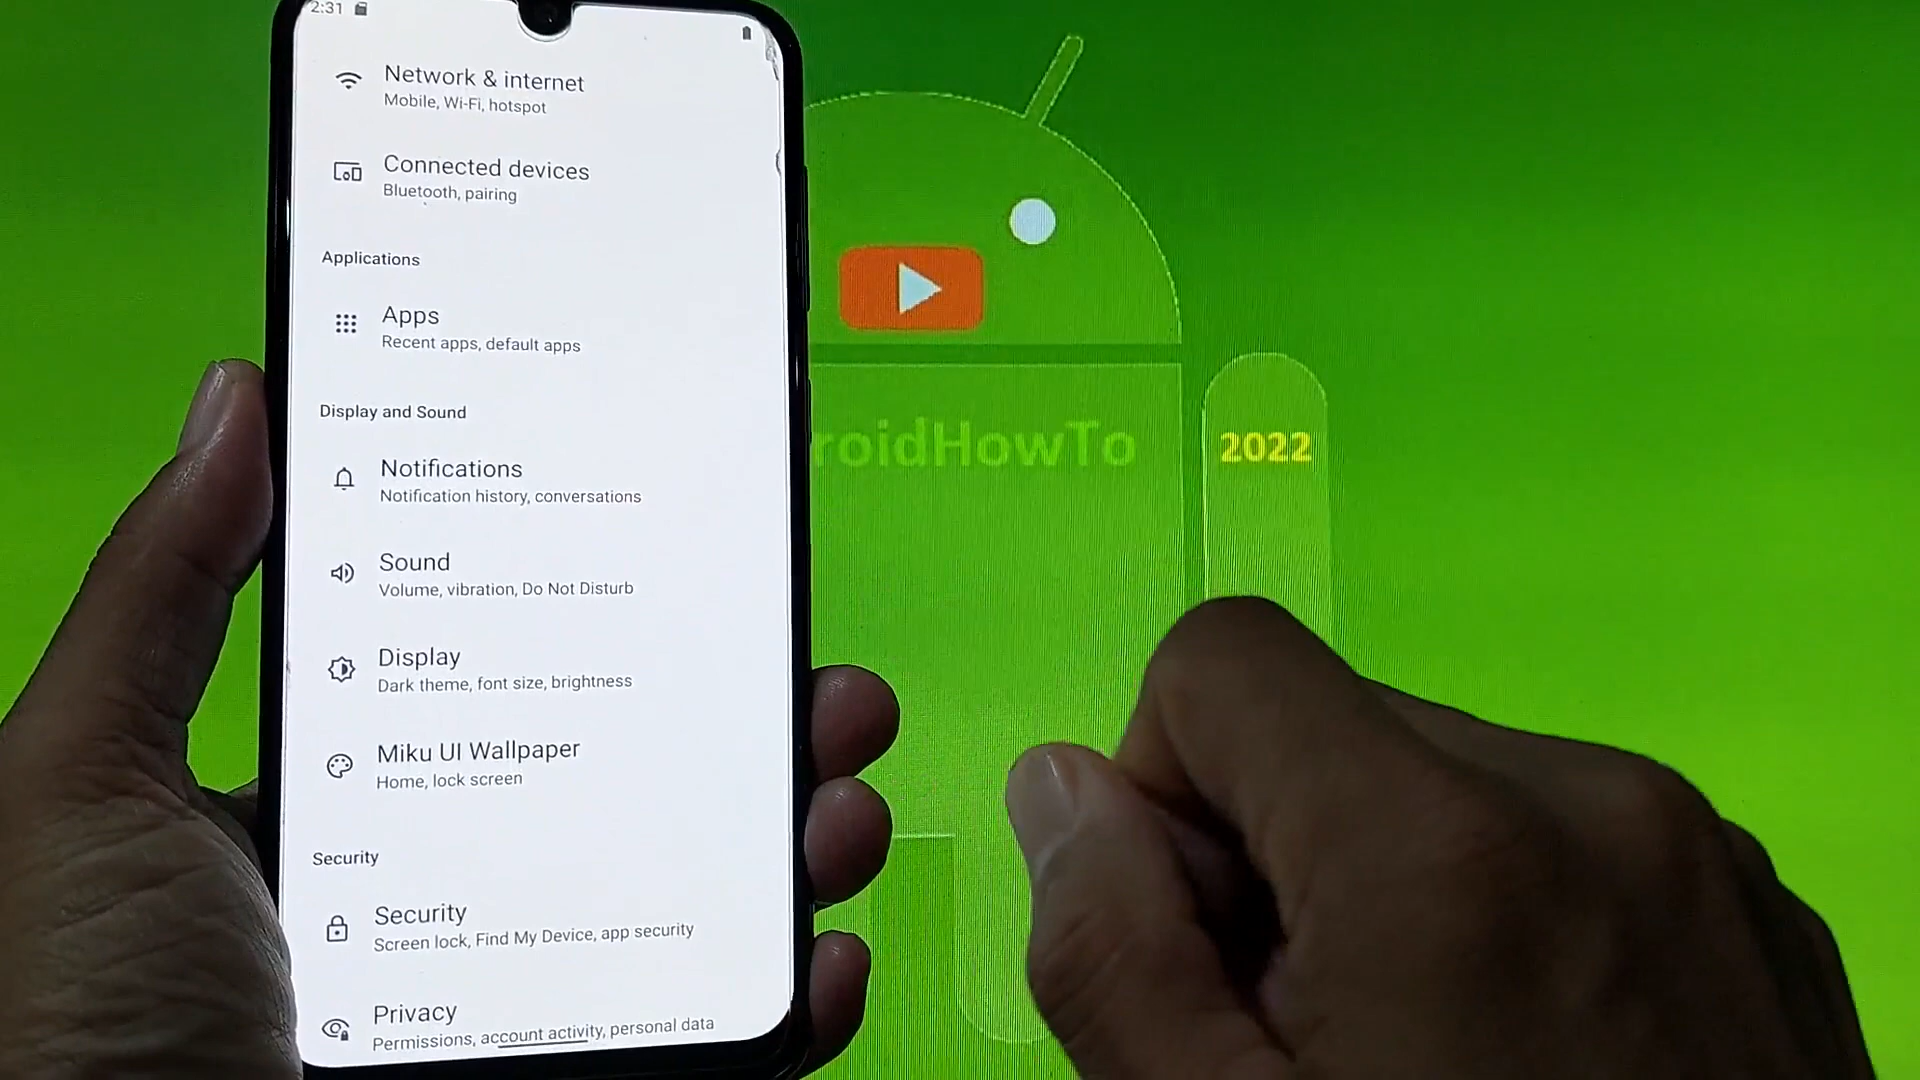 2:31
Network & internet
Mobile, Wi-Fi, hotspot
Connected devices
Bluetooth, pairing
Applications
Apps
Recent apps, default apps
Display and Sound
Notifications
Notification history, conversations
Sound
Volume, vibration, Do Not Disturb
Display
Dark theme, font size, brightness
Miku UI Wallpaper
Home, lock screen
Security
Security
Screen lock, Find My Device, app security
Privacy
Permissions, account activity, personal data
roidHowTo
2022